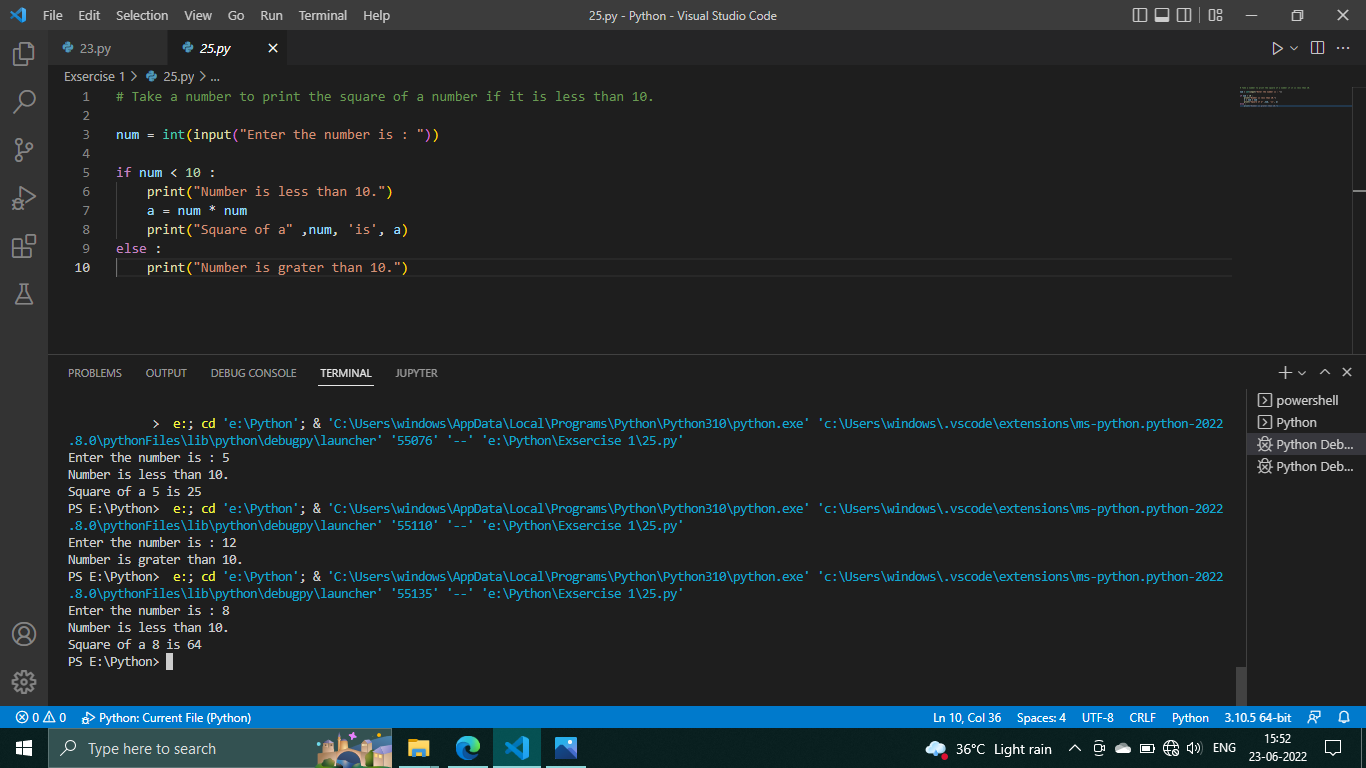 File Edit Selection View Go Run Terminal Help 25.py - Python - Visual Studio Code
23.py 25.py
Exsercise 1 > 25.py > ...
1 # Take a number to print the square of a number if it is less than 10.
2
3 num = int(input("Enter the number is : "))
4
5 if num < 10 :
6 print("Number is less than 10.")
7 a = num * num
8 print("Square of a" ,num, 'is', a)
9 else :
10 print("Number is grater than 10.")
PROBLEMS OUTPUT DEBUG CONSOLE TERMINAL JUPYTER
powershell
Python
Python Deb...
Python Deb...
> e:; cd 'e:\Python'; & 'C:\Users\windows\AppData\Local\Programs\Python\Python310\python.exe' 'c:\Users\windows\.vscode\extensions\ms-python.python-2022
.8.0\pythonFiles\lib\python\debugpy\launcher' '55076' '--' 'e:\Python\Exsercise 1\25.py'
Enter the number is : 5
Number is less than 10.
Square of a 5 is 25
PS E:\Python> e:; cd 'e:\Python'; & 'C:\Users\windows\AppData\Local\Programs\Python\Python310\python.exe' 'c:\Users\windows\.vscode\extensions\ms-python.python-2022
.8.0\pythonFiles\lib\python\debugpy\launcher' '55110' '--' 'e:\Python\Exsercise 1\25.py'
Enter the number is : 12
Number is grater than 10.
PS E:\Python> e:; cd 'e:\Python'; & 'C:\Users\windows\AppData\Local\Programs\Python\Python310\python.exe' 'c:\Users\windows\.vscode\extensions\ms-python.python-2022
.8.0\pythonFiles\lib\python\debugpy\launcher' '55135' '--' 'e:\Python\Exsercise 1\25.py'
Enter the number is : 8
Number is less than 10.
Square of a 8 is 64
PS E:\Python>
0 0 Python: Current File (Python) Ln 10, Col 36 Spaces: 4 UTF-8 CRLF Python 3.10.5 64-bit
Type here to search 36°C Light rain ENG 15:52
23-06-2022